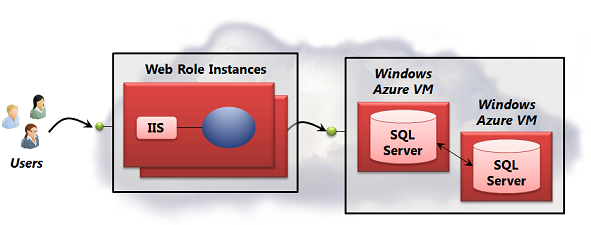 Users
Web Role Instances
IIS
Windows
Azure VM
SQL
Server
Windows
Azure VM
SQL
Server